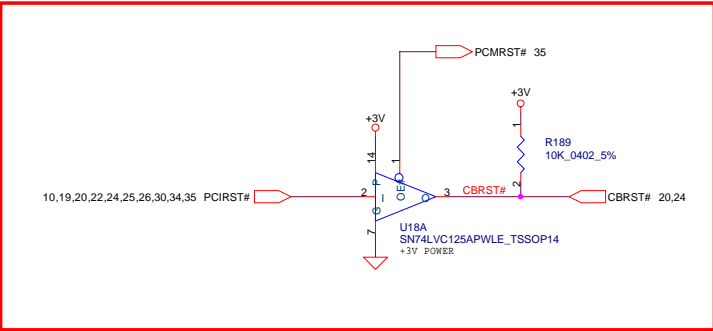 PCMRST# 35
+3V
+3V
1
R189
10K_0402_5%
14
1
P
OE#
10,19,20,22,24,25,26,30,34,35 PCIRST#
2
I
O
3
CBRST#
2
CBRST# 20,24
G
7
U18A
SN74LVC125APWLE_TSSOP14
+3V POWER